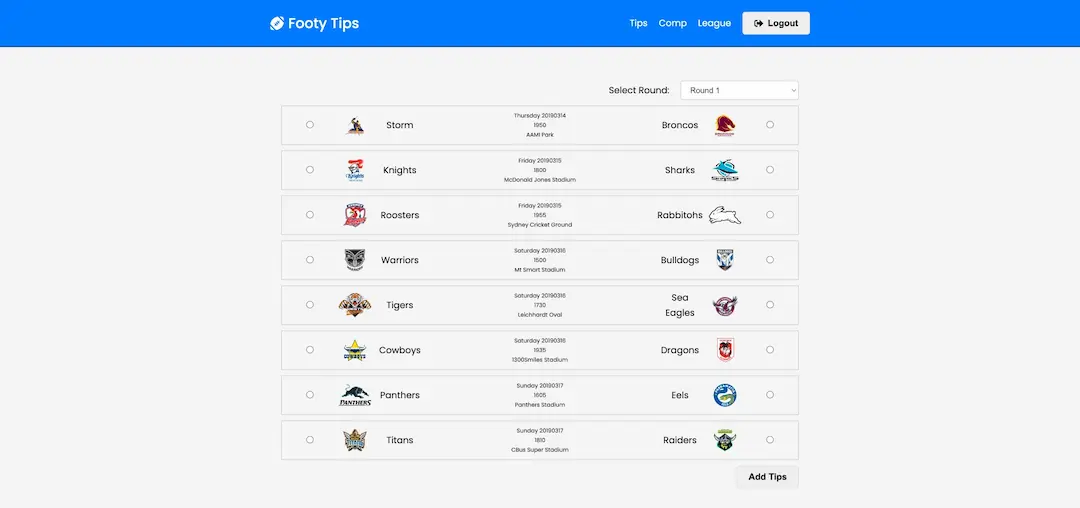 Footy Tips
Tips Comp League Logout
Select Round: Round 1
Thursday 20190314
Storm 1950 Broncos
AAMI Park
Friday 20190315
Knights 1800 Sharks
McDonald Jones Stadium
Friday 20190315
Roosters 1955 Rabbitohs
Sydney Cricket Ground
Saturday 20190316
Warriors 1500 Bulldogs
Mt Smart Stadium
Saturday 20190316
Tigers 1730 Sea Eagles
Leichhardt Oval
Saturday 20190316
Cowboys 1935 Dragons
1300Smiles Stadium
Sunday 20190317
PANTHERS Panthers 1605 Eels
Panthers Stadium
Sunday 20190317
Titans 1810 Raiders
CBus Super Stadium
Add Tips